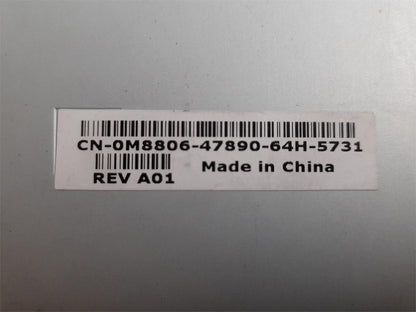 CN-0M8806-47890-64H-5731
Made in China
REV A01